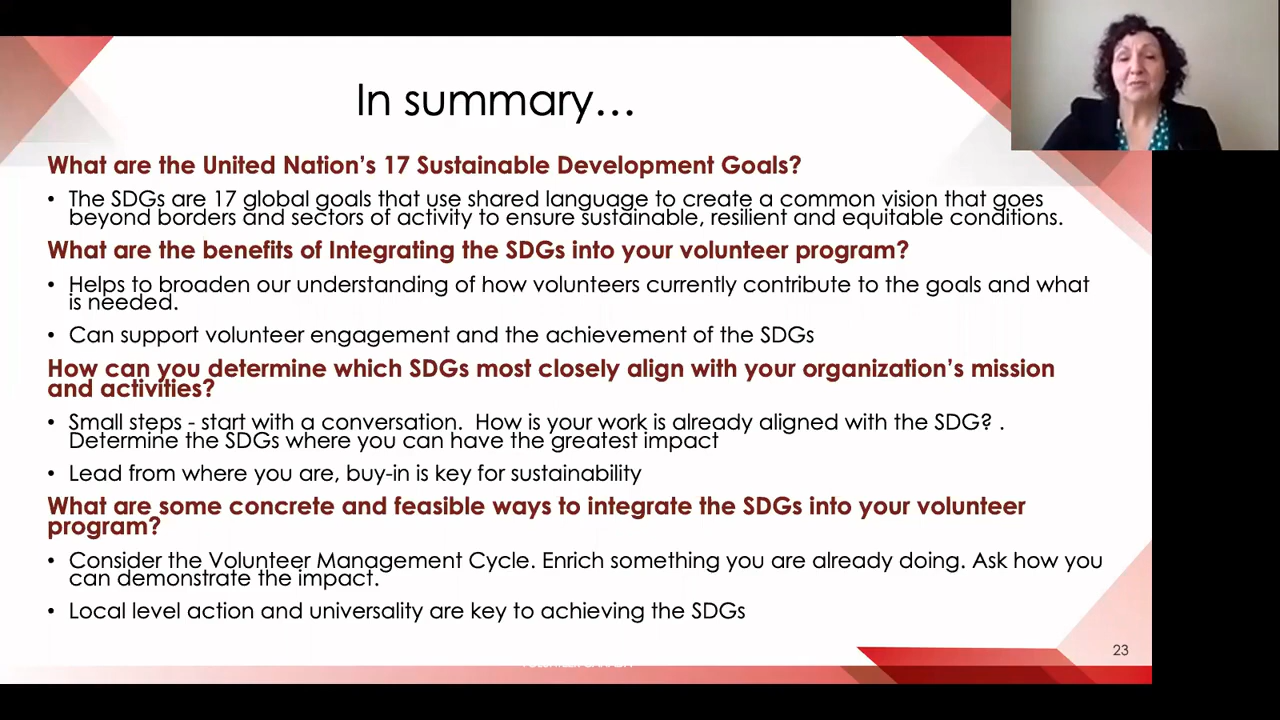 In summary…
What are the United Nation’s 17 Sustainable Development Goals?
• The SDGs are 17 global goals that use shared language to create a common vision that goes
beyond borders and sectors of activity to ensure sustainable, resilient and equitable conditions.
What are the benefits of Integrating the SDGs into your volunteer program?
• Helps to broaden our understanding of how volunteers currently contribute to the goals and what
is needed.
• Can support volunteer engagement and the achievement of the SDGs
How can you determine which SDGs most closely align with your organization’s mission
and activities?
• Small steps - start with a conversation.  How is your work is already aligned with the SDG? .
Determine the SDGs where you can have the greatest impact
• Lead from where you are, buy-in is key for sustainability
What are some concrete and feasible ways to integrate the SDGs into your volunteer
program?
• Consider the Volunteer Management Cycle. Enrich something you are already doing. Ask how you
can demonstrate the impact.
• Local level action and universality are key to achieving the SDGs
23